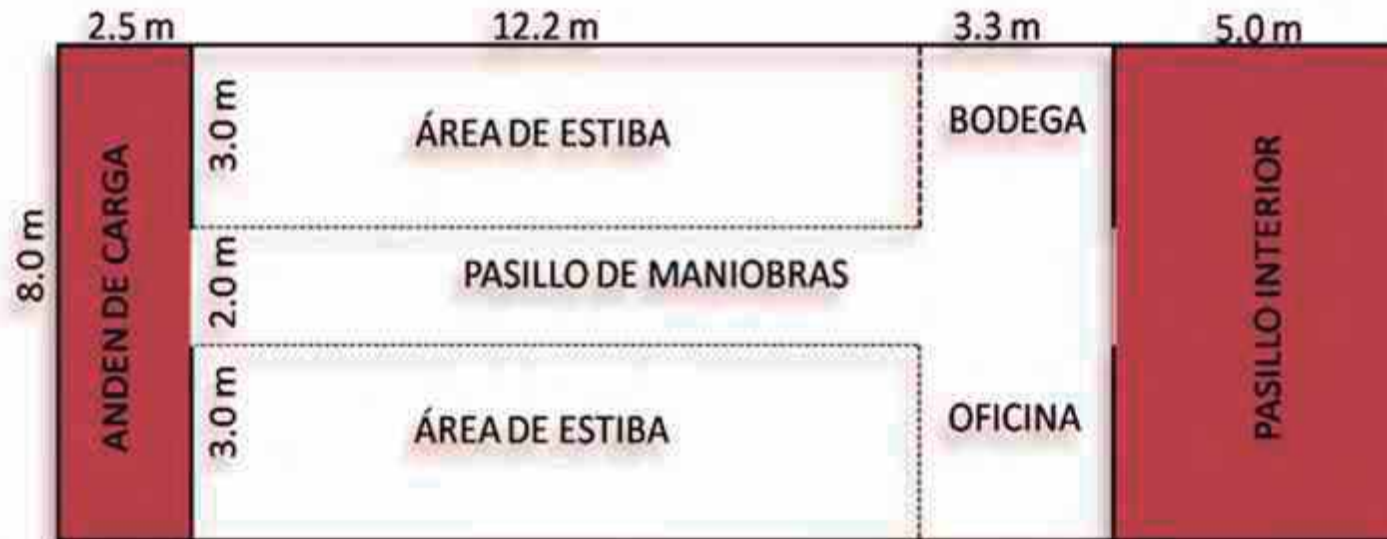 2.5 m
12.2 m
3.3 m
5.0 m
8.0 m
ANDEN DE CARGA
3.0 m
ÁREA DE ESTIBA
BODEGA
2.0 m
PASILLO DE MANIOBRAS
PASILLO INTERIOR
3.0 m
ÁREA DE ESTIBA
OFICINA